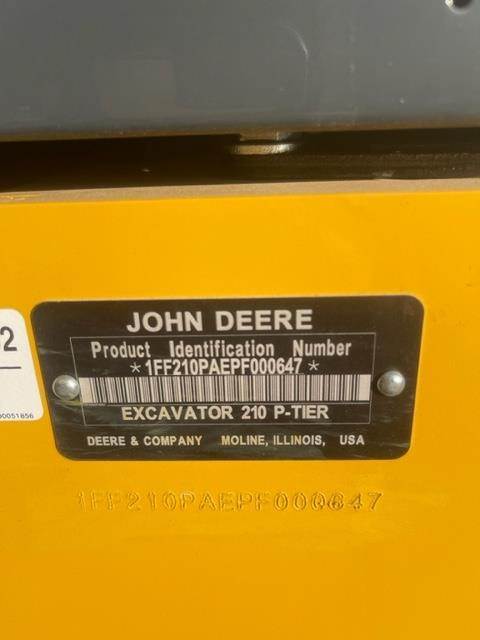 JOHN DEERE
Product Identification Number
*1FF210PAEPF000647*
EXCAVATOR 210 P-TIER
DEERE & COMPANY MOLINE, ILLINOIS, USA
1FF210PAEPF000647